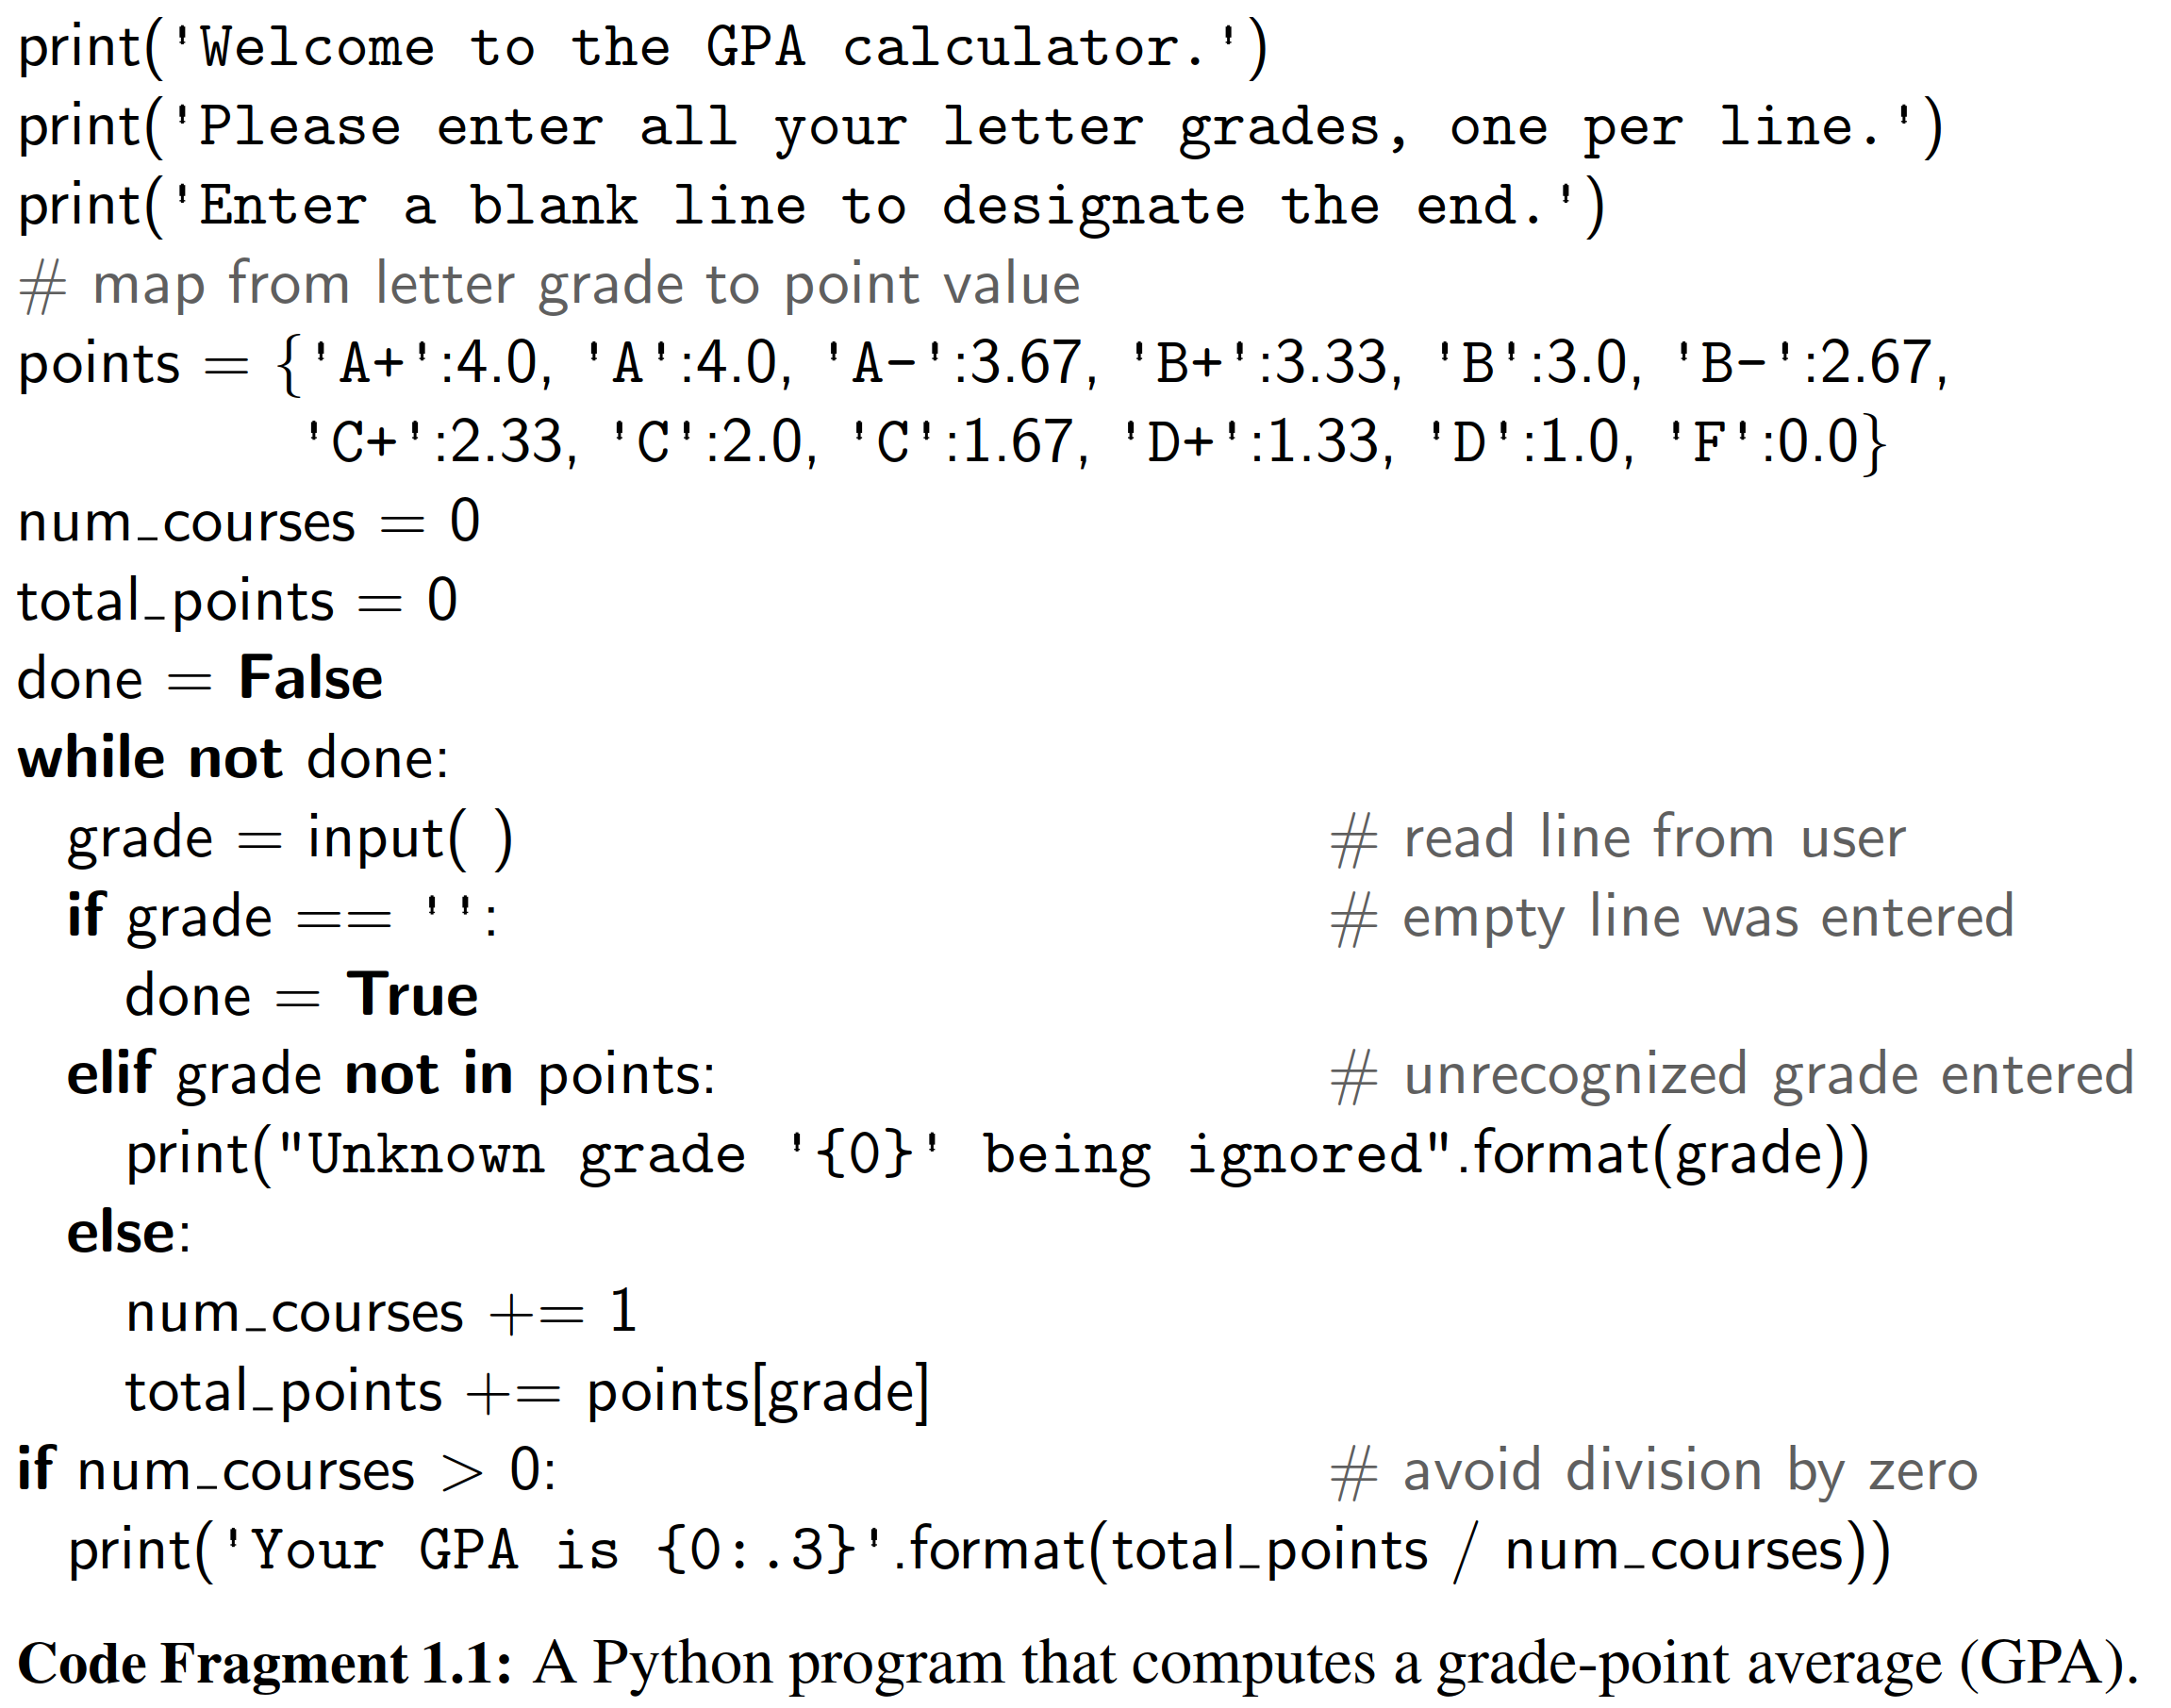 print('Welcome to the GPA calculator.')
print('Please enter all your letter grades, one per line.')
print('Enter a blank line to designate the end.')
# map from letter grade to point value
points = {'A+':4.0, 'A':4.0, 'A-':3.67, 'B+':3.33, 'B':3.0, 'B-':2.67,
'C+':2.33, 'C':2.0, 'C':1.67, 'D+':1.33, 'D':1.0, 'F':0.0}
num_courses = 0
total_points = 0
done = False
while not done:
grade = input( ) # read line from user
if grade == '': # empty line was entered
done = True
elif grade not in points: # unrecognized grade entered
print("Unknown grade '{0}' being ignored".format(grade))
else:
num_courses += 1
total_points += points[grade]
if num_courses > 0: # avoid division by zero
print('Your GPA is {0:.3}'.format(total_points / num_courses))
Code Fragment 1.1: A Python program that computes a grade-point average (GPA).